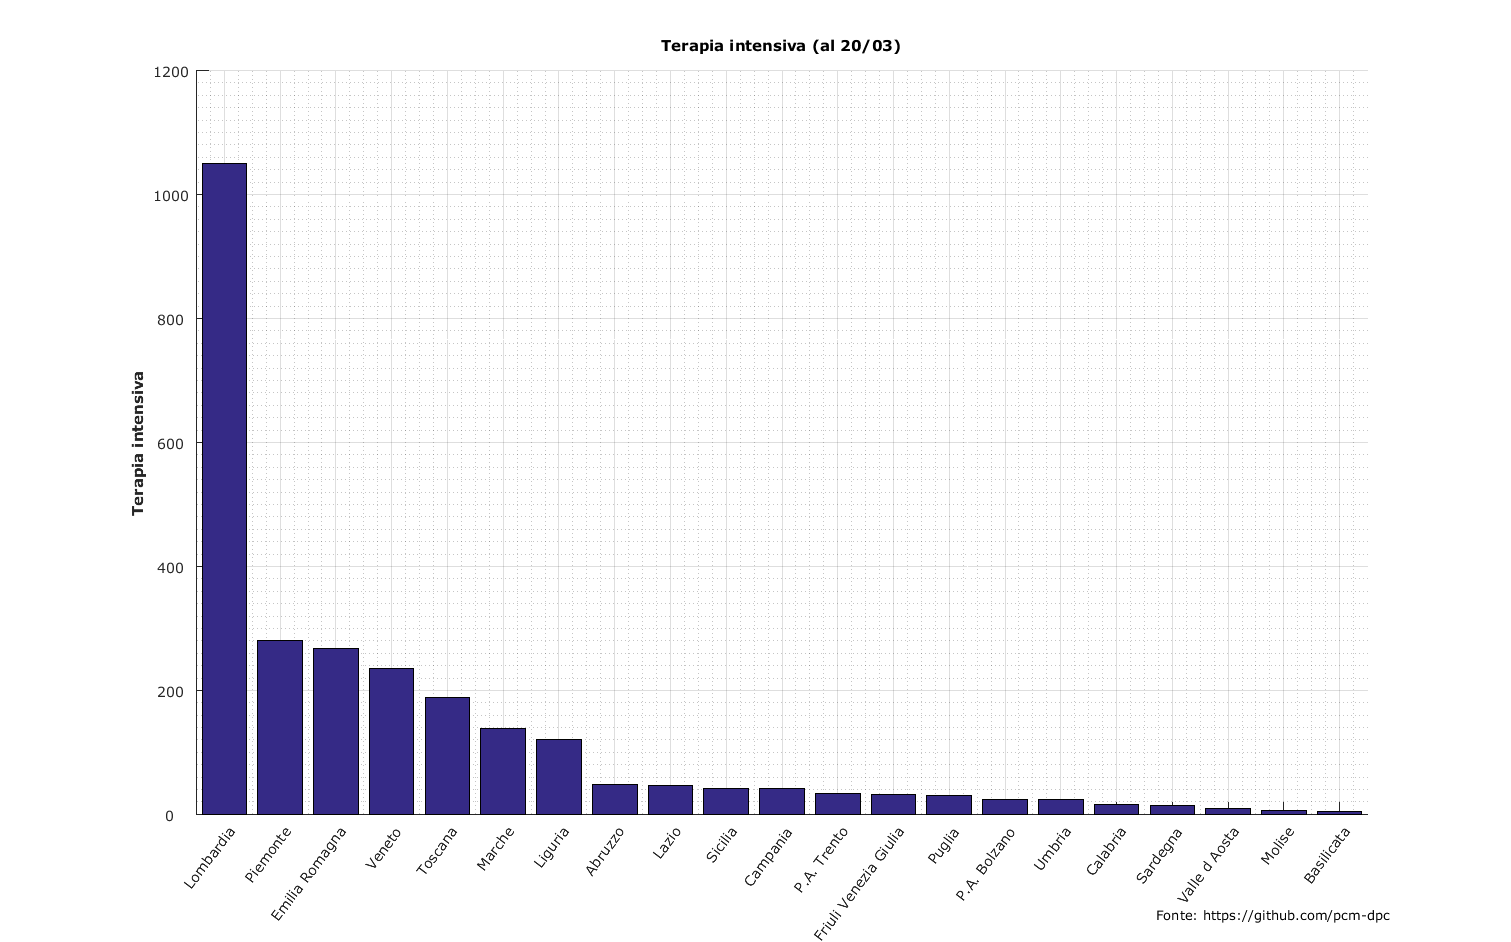 Terapia intensiva (al 20/03)
1200
1000
800
600
400
200
0
Terapia intensiva
Lombardia
Piemonte
Emilia Romagna
Veneto
Toscana
Marche
Liguria
Abruzzo
Lazio
Sicilia
Campania
P.A. Trento
Friuli Venezia Giulia
Puglia
P.A. Bolzano
Umbria
Calabria
Sardegna
Valle d Aosta
Molise
Basilicata
Fonte: https://github.com/pcm-dpc